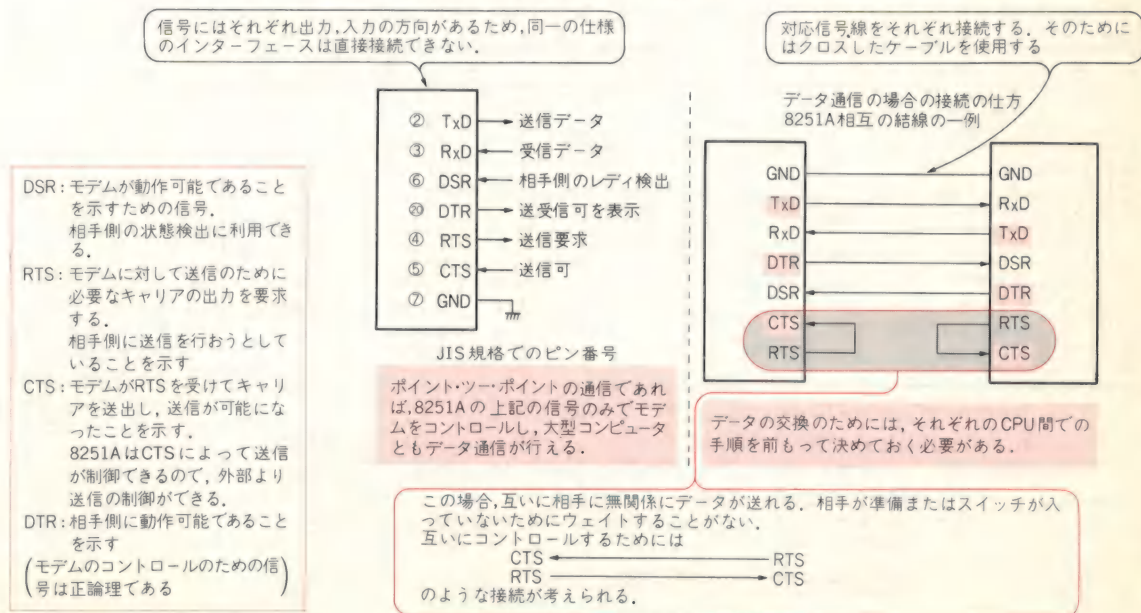 信号にはそれぞれ出力,入力の方向があるため,同一の仕様
のインターフェースは直接接続できない.
② TxD 送信データ
③ RxD 受信データ
⑥ DSR 相手側のレディ検出
⑳ DTR 送受信可を表示
④ RTS 送信要求
⑤ CTS 送信可
⑦ GND
JIS規格でのピン番号
ポイント・ツー・ポイントの通信であれ
ば,8251Aの上記の信号のみでモデ
ムをコントロールし,大型コンピュータ
ともデータ通信が行える.
DSR:モデムが動作可能であること
を示すための信号.
相手側の状態検出に利用でき
る.
RTS:モデムに対して送信のために
必要なキャリアの出力を要求
する.
相手側に送信を行おうとして
いることを示す
CTS:モデムがRTSを受けてキャリ
アを送出し,送信が可能にな
ったことを示す.
8251AはCTSによって送信
が制御できるので,外部より
送信の制御ができる.
DTR:相手側に動作可能であること
を示す
(モデムのコントロールのための信
号は正論理である)
対応信号線をそれぞれ接続する.そのために
はクロスしたケーブルを使用する
データ通信の場合の接続の仕方
8251A相互の結線の一例
GND GND
TxD RxD
RxD TxD
DTR DSR
DSR DTR
CTS RTS
RTS CTS
データの交換のためには,それぞれのCPU間での
手順を前もって決めておく必要がある.
この場合,互いに相手に無関係にデータが送れる.相手が準備またはスイッチが入
っていないためにウェイトすることがない.
互いにコントロールするためには
CTS RTS
RTS CTS
のような接続が考えられる.